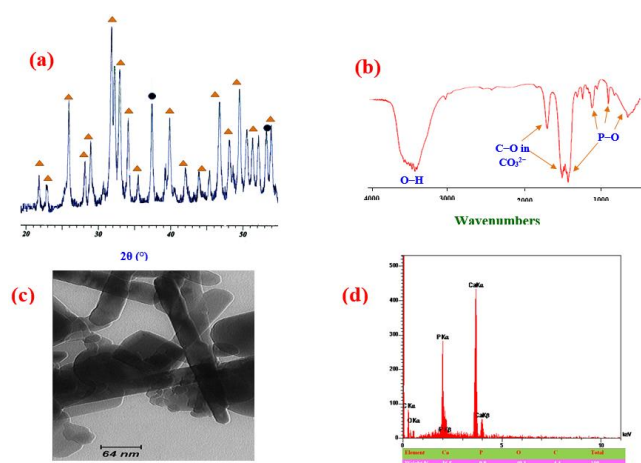 (a)
20
30
40
50
2θ (°)
(b)
C−O in
CO₃²⁻
P−O
O−H
4000
3000
2000
1000
Wavenumbers
(c)
64 nm
(d)
500
400
300
200
100
0
CaKα
PKα
CaKβ
OKα
5
10
keV
Element Ca P O C Total